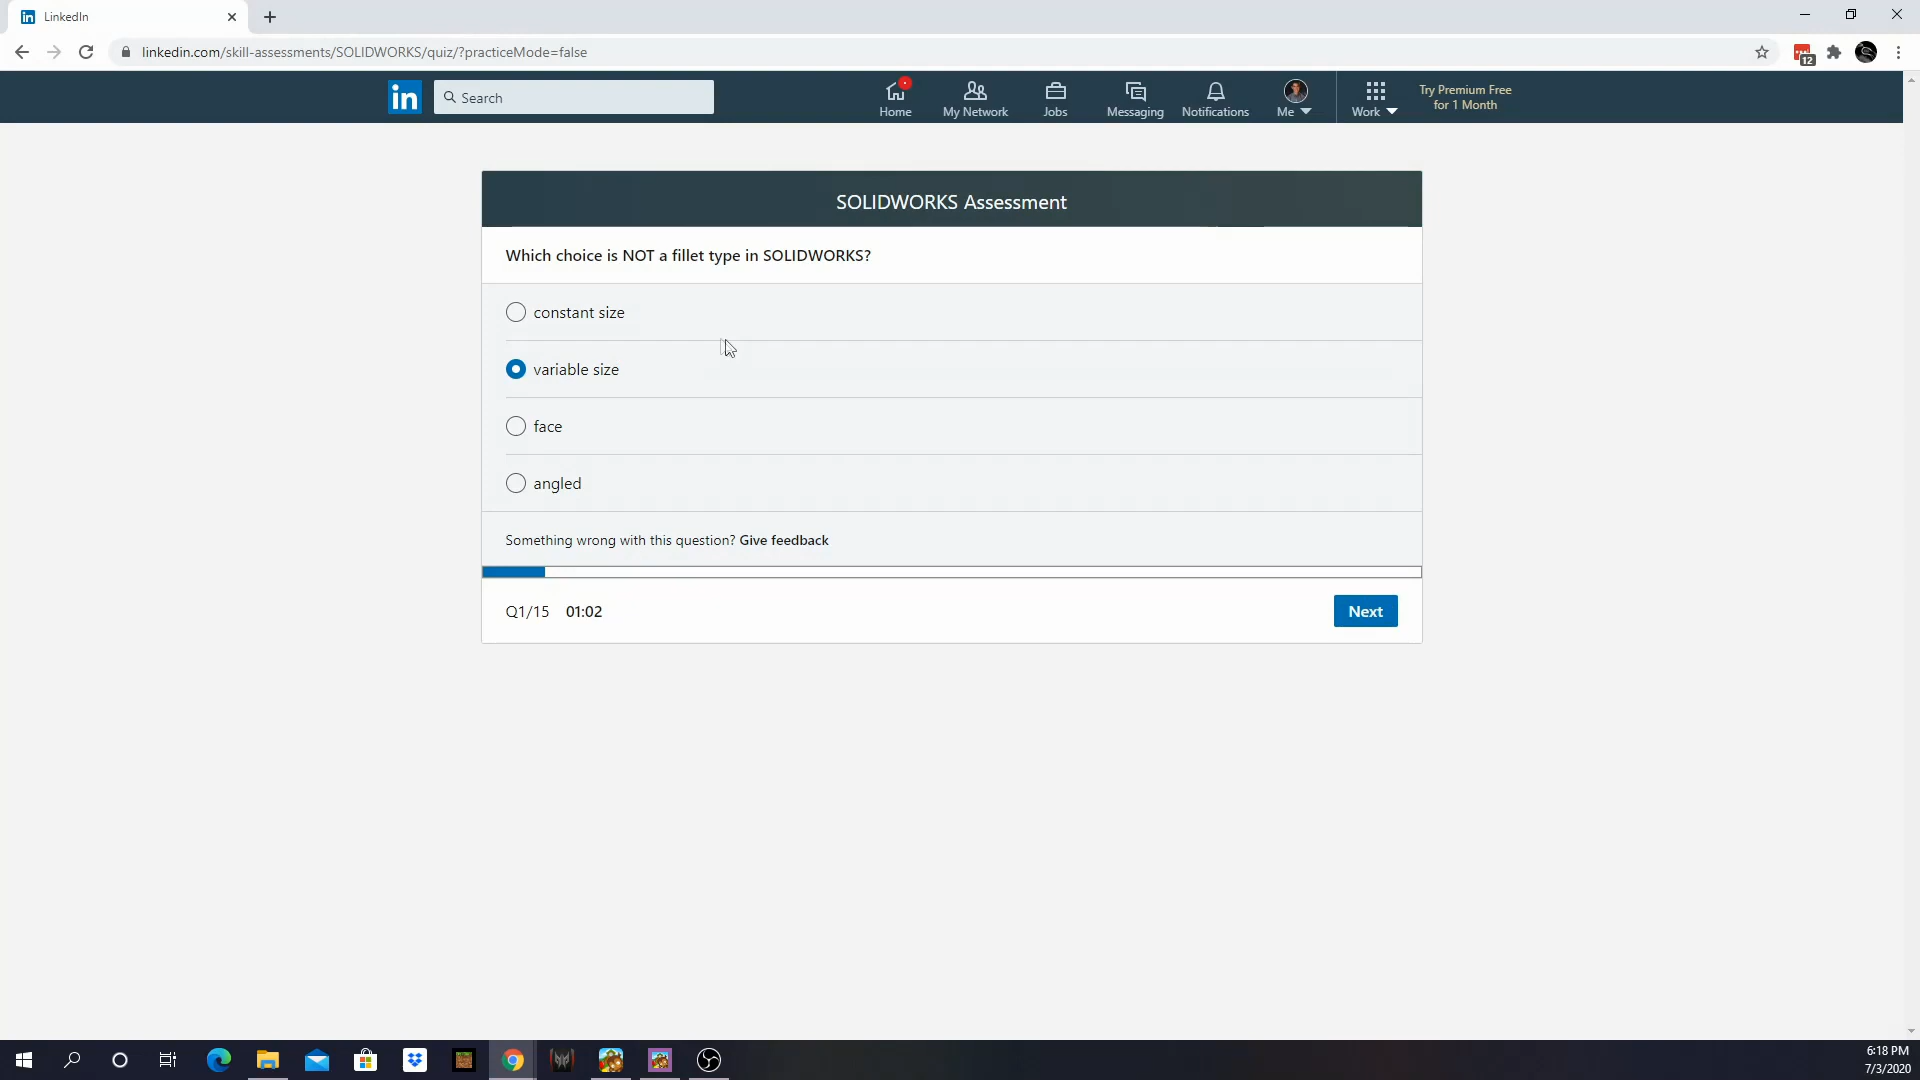 LinkedIn
linkedin.com/skill-assessments/SOLIDWORKS/quiz/?practiceMode=false
12
in
Search
Home
My Network
Jobs
Messaging
Notifications
Me
Work
Try Premium Free
for 1 Month
SOLIDWORKS Assessment
Which choice is NOT a fillet type in SOLIDWORKS?
constant size
variable size
face
angled
Something wrong with this question? Give feedback
Q1/15 01:02
Next
6:18 PM
7/3/2020